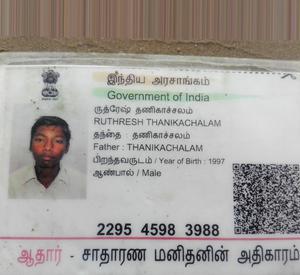 இந்திய அரசாங்கம்
Government of India
ருத்ரேஷ் தணிகாச்சலம்
RUTHRESH THANIKACHALAM
தந்தை : தணிகாச்சலம்
Father : THANIKACHALAM
பிறந்தவருடம் / Year of Birth : 1997
ஆண்பால் / Male
2295 4598 3988
ஆதார் - சாதாரண மனிதனின் அதிகாரம்